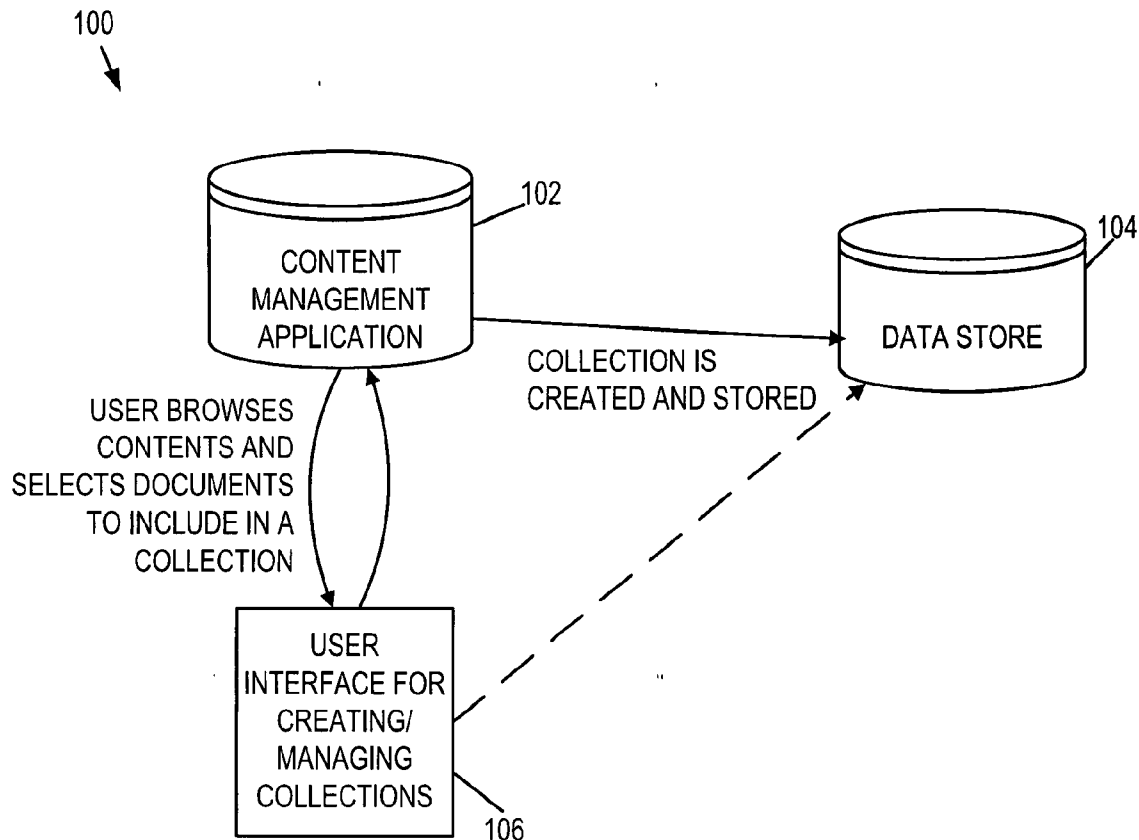 100
102
CONTENT
MANAGEMENT
APPLICATION
104
DATA STORE
COLLECTION IS
CREATED AND STORED
USER BROWSES
CONTENTS AND
SELECTS DOCUMENTS
TO INCLUDE IN A
COLLECTION
USER
INTERFACE FOR
CREATING/
MANAGING
COLLECTIONS
106